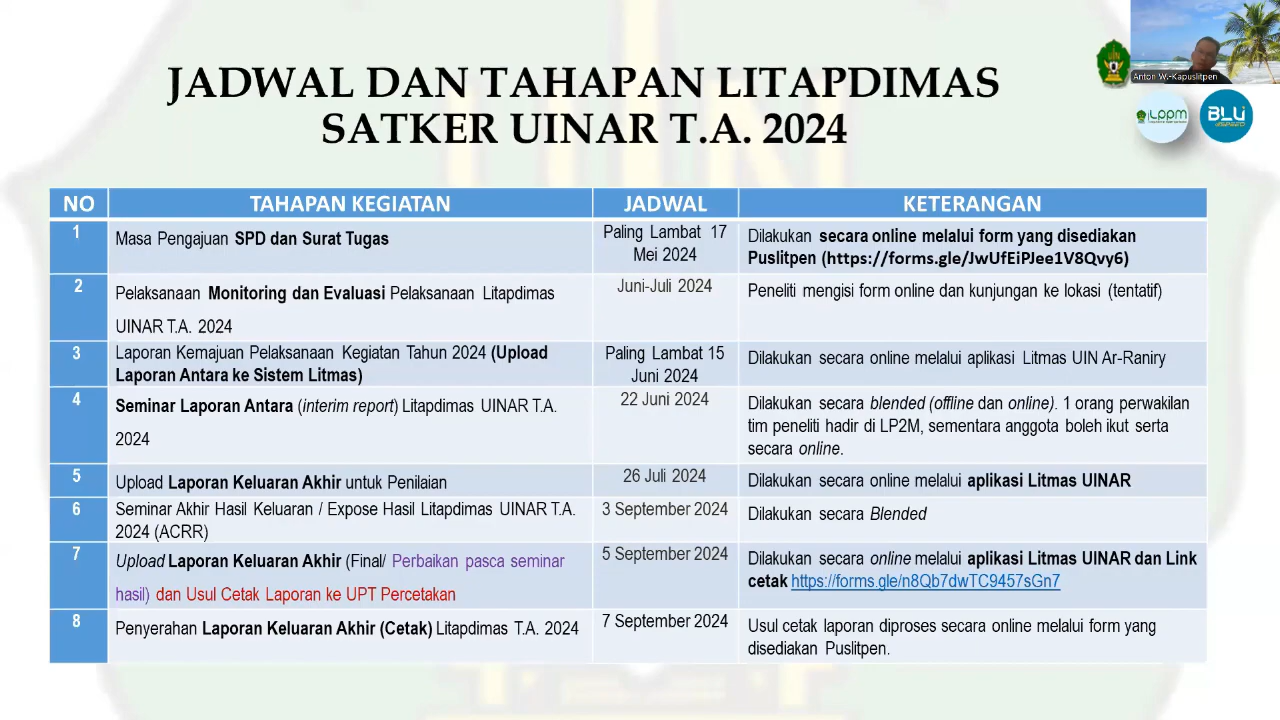 JADWAL DAN TAHAPAN LITAPDIMAS
SATKER UINAR T.A. 2024
Anton W.-Kapuslitpen
LPPM
BLU
NO TAHAPAN KEGIATAN JADWAL KETERANGAN
1
Masa Pengajuan SPD dan Surat Tugas
Paling Lambat 17
Mei 2024
Dilakukan secara online melalui form yang disediakan
Puslitpen (https://forms.gle/JwUfEiPJee1V8Qvy6)
2
Pelaksanaan Monitoring dan Evaluasi Pelaksanaan Litapdimas
UINAR T.A. 2024
Juni-Juli 2024
Peneliti mengisi form online dan kunjungan ke lokasi (tentatif)
3
Laporan Kemajuan Pelaksanaan Kegiatan Tahun 2024 (Upload
Laporan Antara ke Sistem Litmas)
Paling Lambat 15
Juni 2024
Dilakukan secara online melalui aplikasi Litmas UIN Ar-Raniry
4
Seminar Laporan Antara (interim report) Litapdimas UINAR T.A.
2024
22 Juni 2024
Dilakukan secara blended (offline dan online). 1 orang perwakilan
tim peneliti hadir di LP2M, sementara anggota boleh ikut serta
secara online.
5
Upload Laporan Keluaran Akhir untuk Penilaian
26 Juli 2024
Dilakukan secara online melalui aplikasi Litmas UINAR
6
Seminar Akhir Hasil Keluaran / Expose Hasil Litapdimas UINAR T.A.
2024 (ACRR)
3 September 2024
Dilakukan secara Blended
7
Upload Laporan Keluaran Akhir (Final/ Perbaikan pasca seminar
hasil) dan Usul Cetak Laporan ke UPT Percetakan
5 September 2024
Dilakukan secara online melalui aplikasi Litmas UINAR dan Link
cetak https://forms.gle/n8Qb7dwTC9457sGn7
8
Penyerahan Laporan Keluaran Akhir (Cetak) Litapdimas T.A. 2024
7 September 2024
Usul cetak laporan diproses secara online melalui form yang
disediakan Puslitpen.